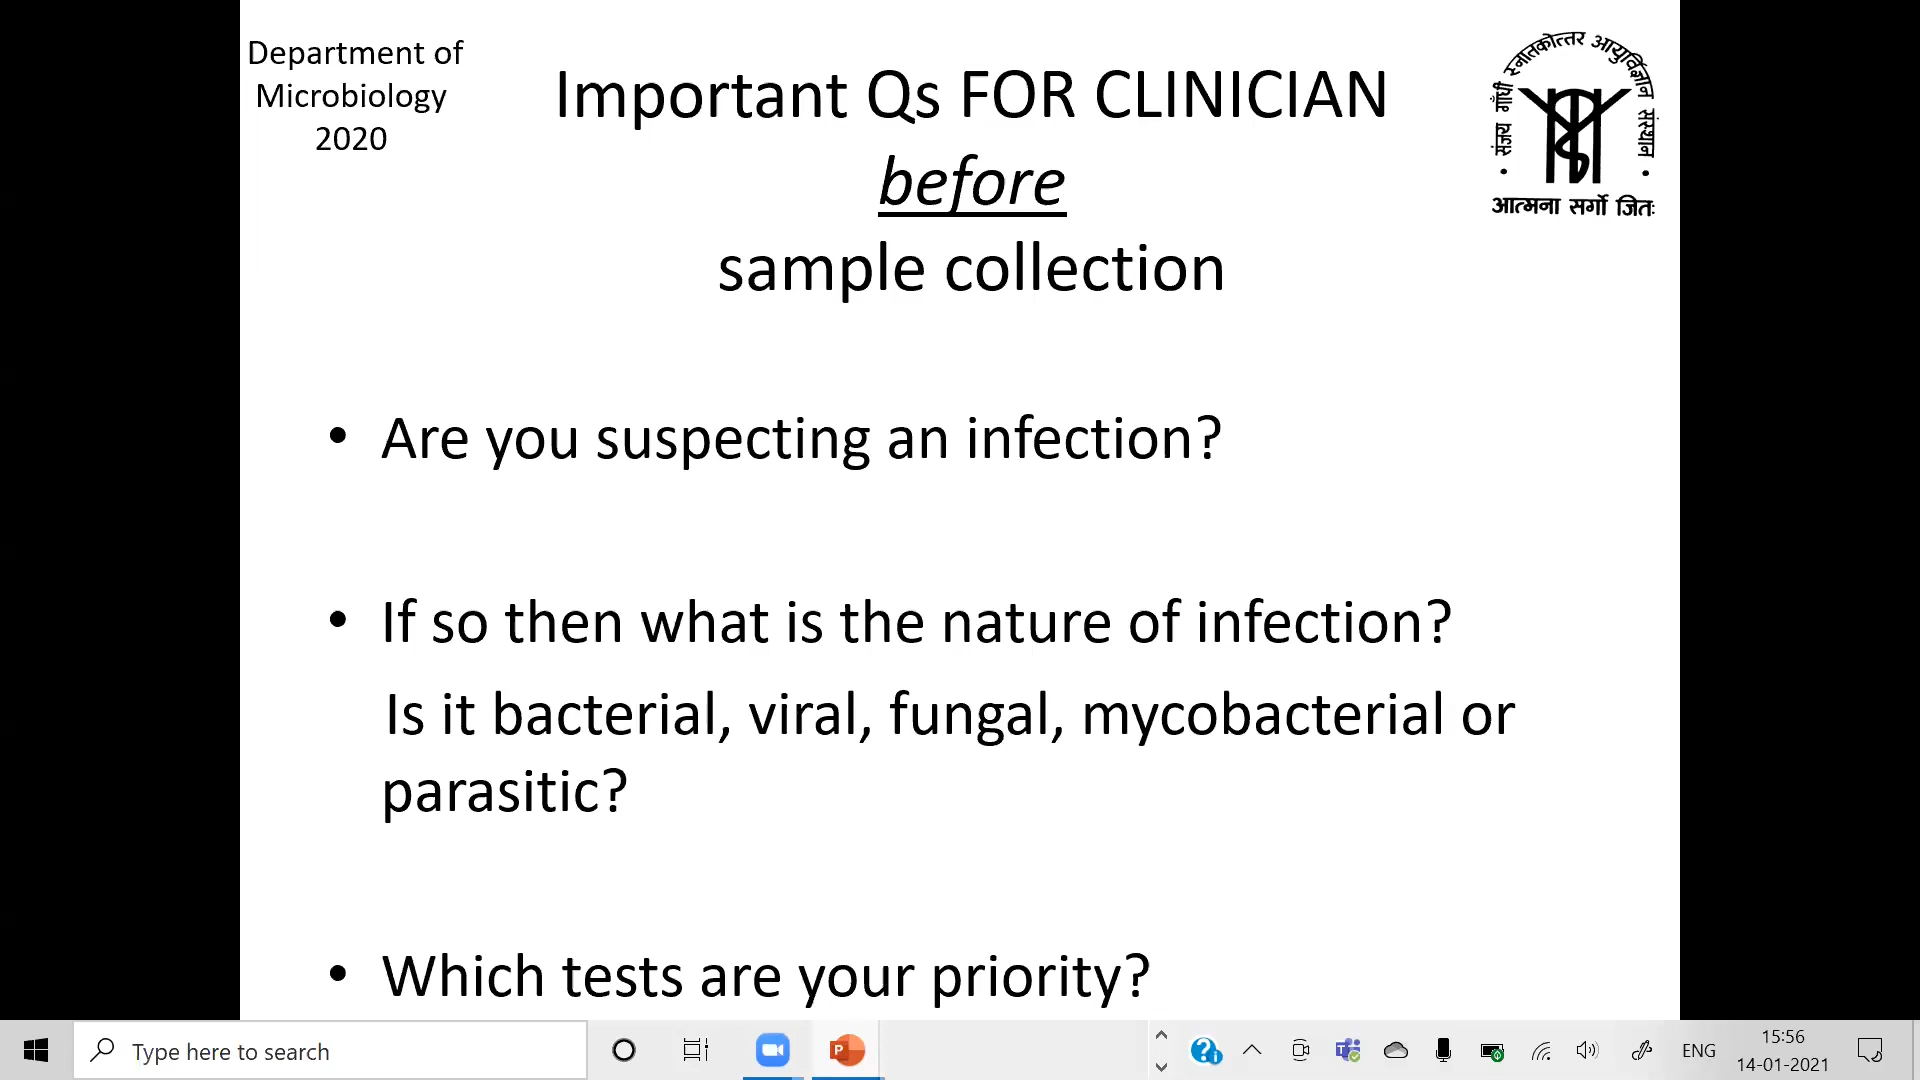 Department of
Microbiology
2020
Important Qs FOR CLINICIAN
before
sample collection
संजय गाँधी स्नातकोत्तर आयुर्विज्ञान संस्थान
आत्मना सर्गो जितः
• Are you suspecting an infection?
• If so then what is the nature of infection?
Is it bacterial, viral, fungal, mycobacterial or
parasitic?
• Which tests are your priority?
Type here to search
ENG
15:56
14-01-2021